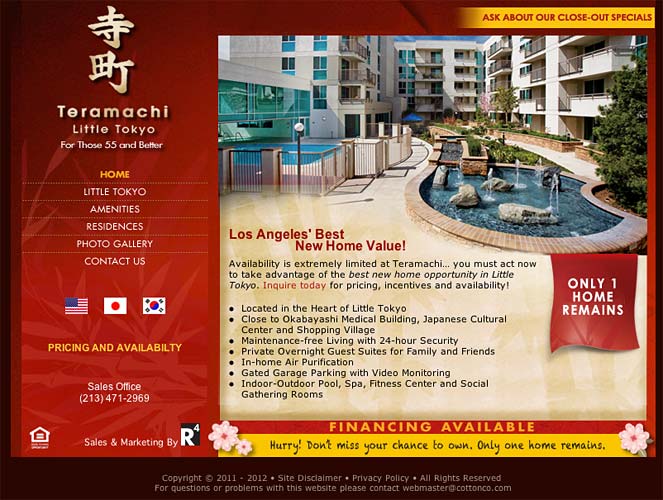 寺
町
Teramachi
Little Tokyo
For Those 55 and Better
HOME
LITTLE TOKYO
AMENITIES
RESIDENCES
PHOTO GALLERY
CONTACT US
PRICING AND AVAILABILTY
Sales Office
(213) 471-2969
Sales & Marketing By R4
ASK ABOUT OUR CLOSE-OUT SPECIALS
Los Angeles' Best
New Home Value!
Availability is extremely limited at Teramachi... you must act now
to take advantage of the best new home opportunity in Little
Tokyo. Inquire today for pricing, incentives and availability!
● Located in the Heart of Little Tokyo
● Close to Okabayashi Medical Building, Japanese Cultural
Center and Shopping Village
● Maintenance-free Living with 24-hour Security
● Private Overnight Guest Suites for Family and Friends
● In-home Air Purification
● Gated Garage Parking with Video Monitoring
● Indoor-Outdoor Pool, Spa, Fitness Center and Social
Gathering Rooms
ONLY 1
HOME
REMAINS
FINANCING AVAILABLE
Hurry! Don't miss your chance to own. Only one home remains.
Copyright © 2011 - 2012 • Site Disclaimer • Privacy Policy • All Rights Reserved
For questions or problems with this website please contact webmaster@cottonco.com